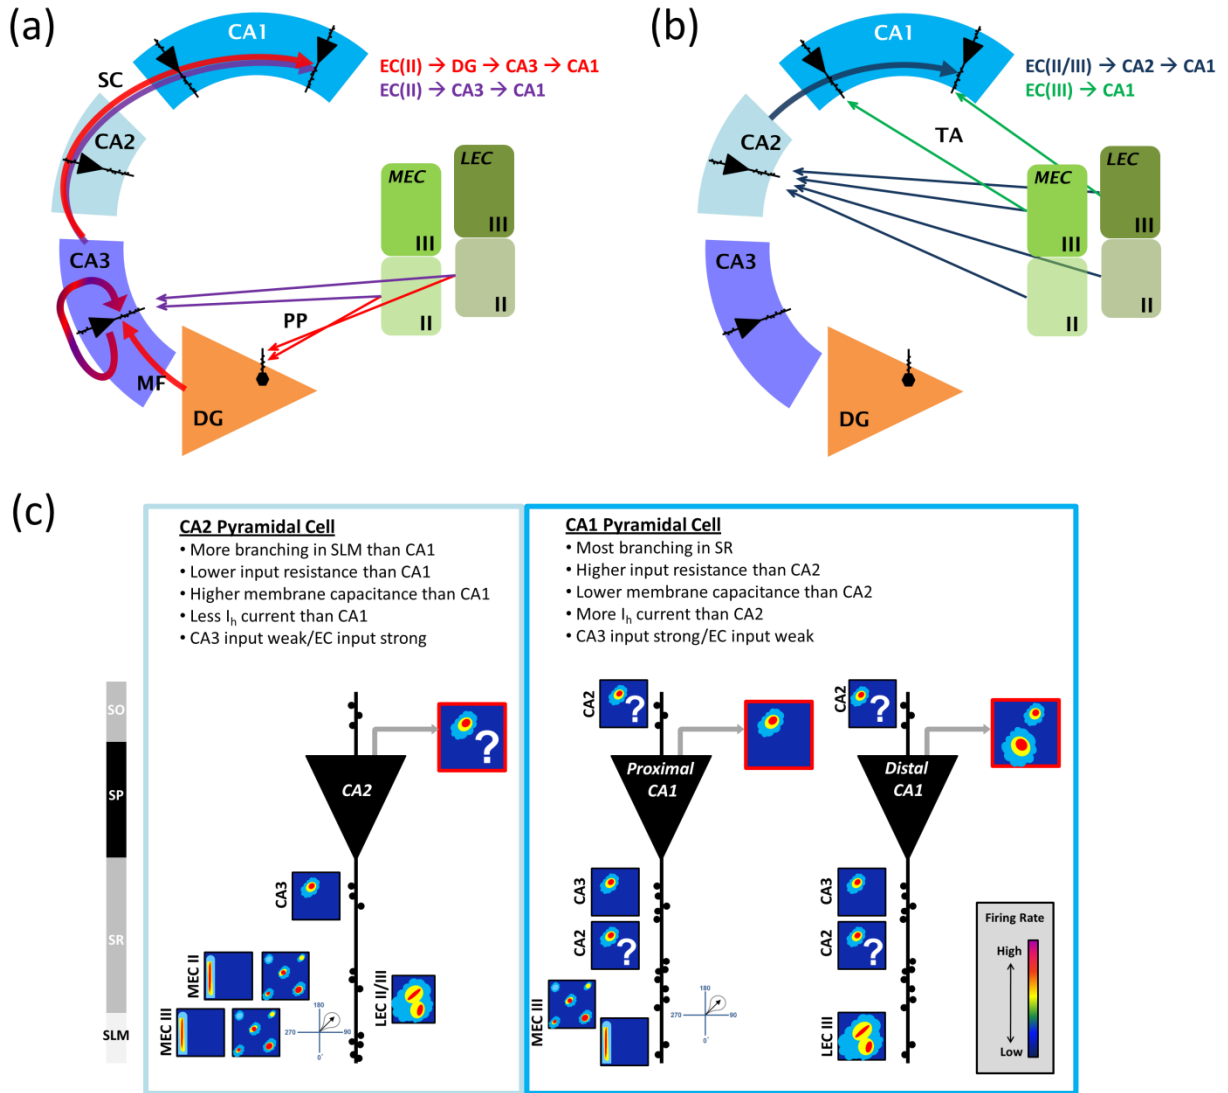 (a)
CA1
SC
EC(II) → DG → CA3 → CA1
EC(II) → CA3 → CA1
CA2
MEC
LEC
III
III
CA3
II
II
PP
MF
DG
(b)
CA1
EC(II/III) → CA2 → CA1
EC(III) → CA1
TA
CA2
MEC
LEC
III
III
CA3
II
II
DG
(c)
CA2 Pyramidal Cell
• More branching in SLM than CA1
• Lower input resistance than CA1
• Higher membrane capacitance than CA1
• Less Ih current than CA1
• CA3 input weak/EC input strong
CA1 Pyramidal Cell
• Most branching in SR
• Higher input resistance than CA2
• Lower membrane capacitance than CA2
• More Ih current than CA2
• CA3 input strong/EC input weak
SO
SP
SR
SLM
?
CA2
CA3
MEC II
MEC III
180
270
90
0°
LEC II/III
CA2
?
Proximal
CA1
CA3
CA2
?
MEC III
180
270
90
0°
CA2
?
Distal
CA1
CA3
CA2
?
LEC III
Firing Rate
High
Low